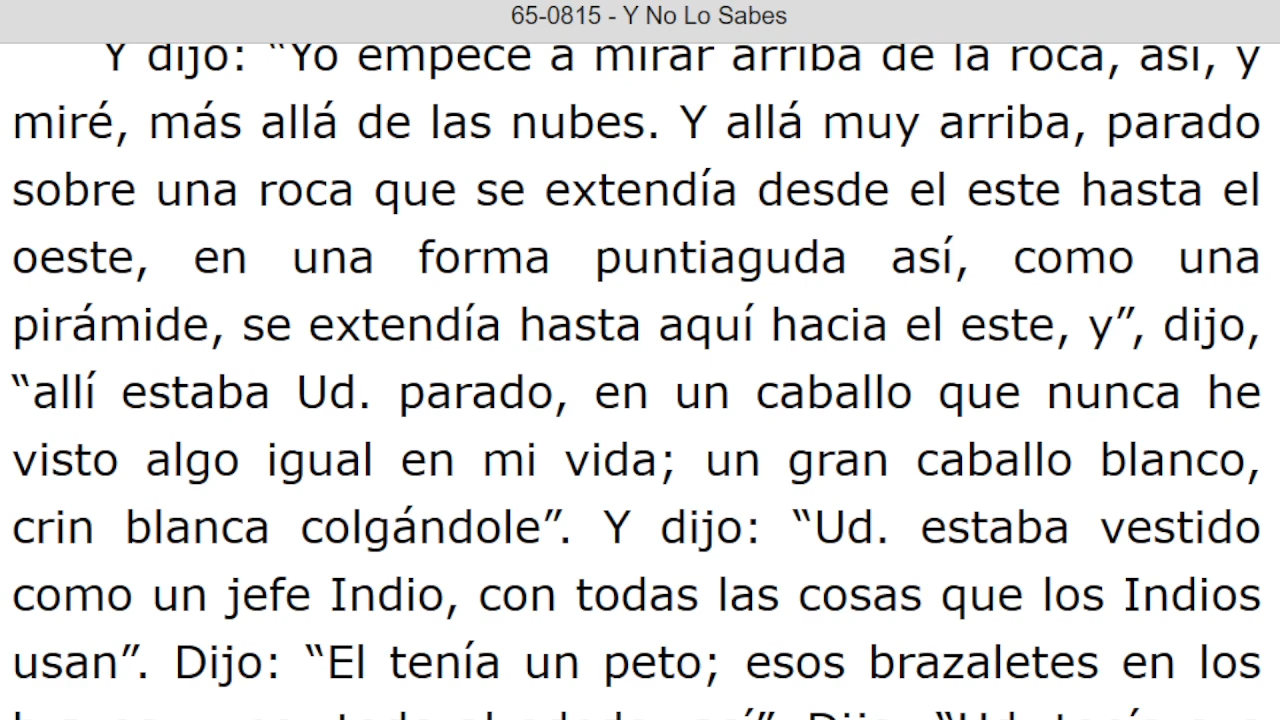 65-0815 - Y No Lo Sabes
Y dijo: “Yo empecé a mirar arriba de la roca, así, y
miré, más allá de las nubes. Y allá muy arriba, parado
sobre una roca que se extendía desde el este hasta el
oeste, en una forma puntiaguda así, como una
pirámide, se extendía hasta aquí hacia el este, y”, dijo,
“allí estaba Ud. parado, en un caballo que nunca he
visto algo igual en mi vida; un gran caballo blanco,
crin blanca colgándole”. Y dijo: “Ud. estaba vestido
como un jefe Indio, con todas las cosas que los Indios
usan”. Dijo: “El tenía un peto; esos brazaletes en los